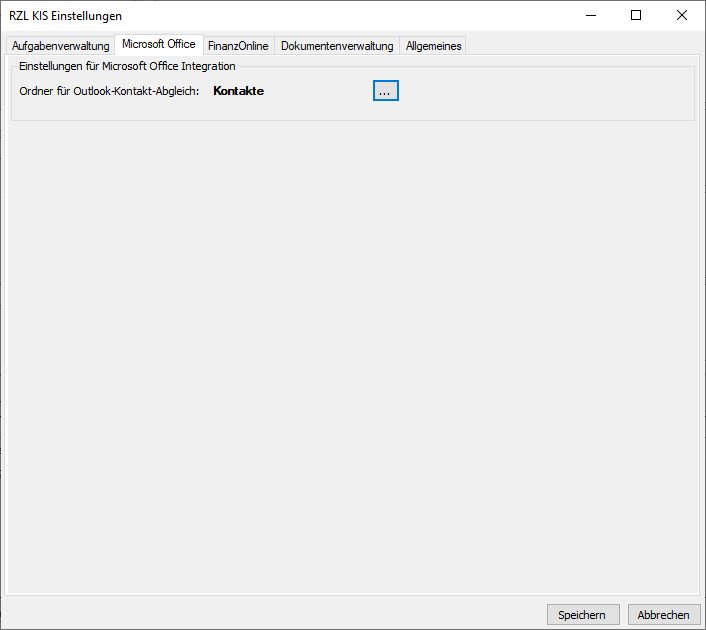 RZL KIS Einstellungen
Aufgabenverwaltung Microsoft Office FinanzOnline Dokumentenverwaltung Allgemeines
Einstellungen für Microsoft Office Integration
Ordner für Outlook-Kontakt-Abgleich: Kontakte ...
Speichern Abbrechen